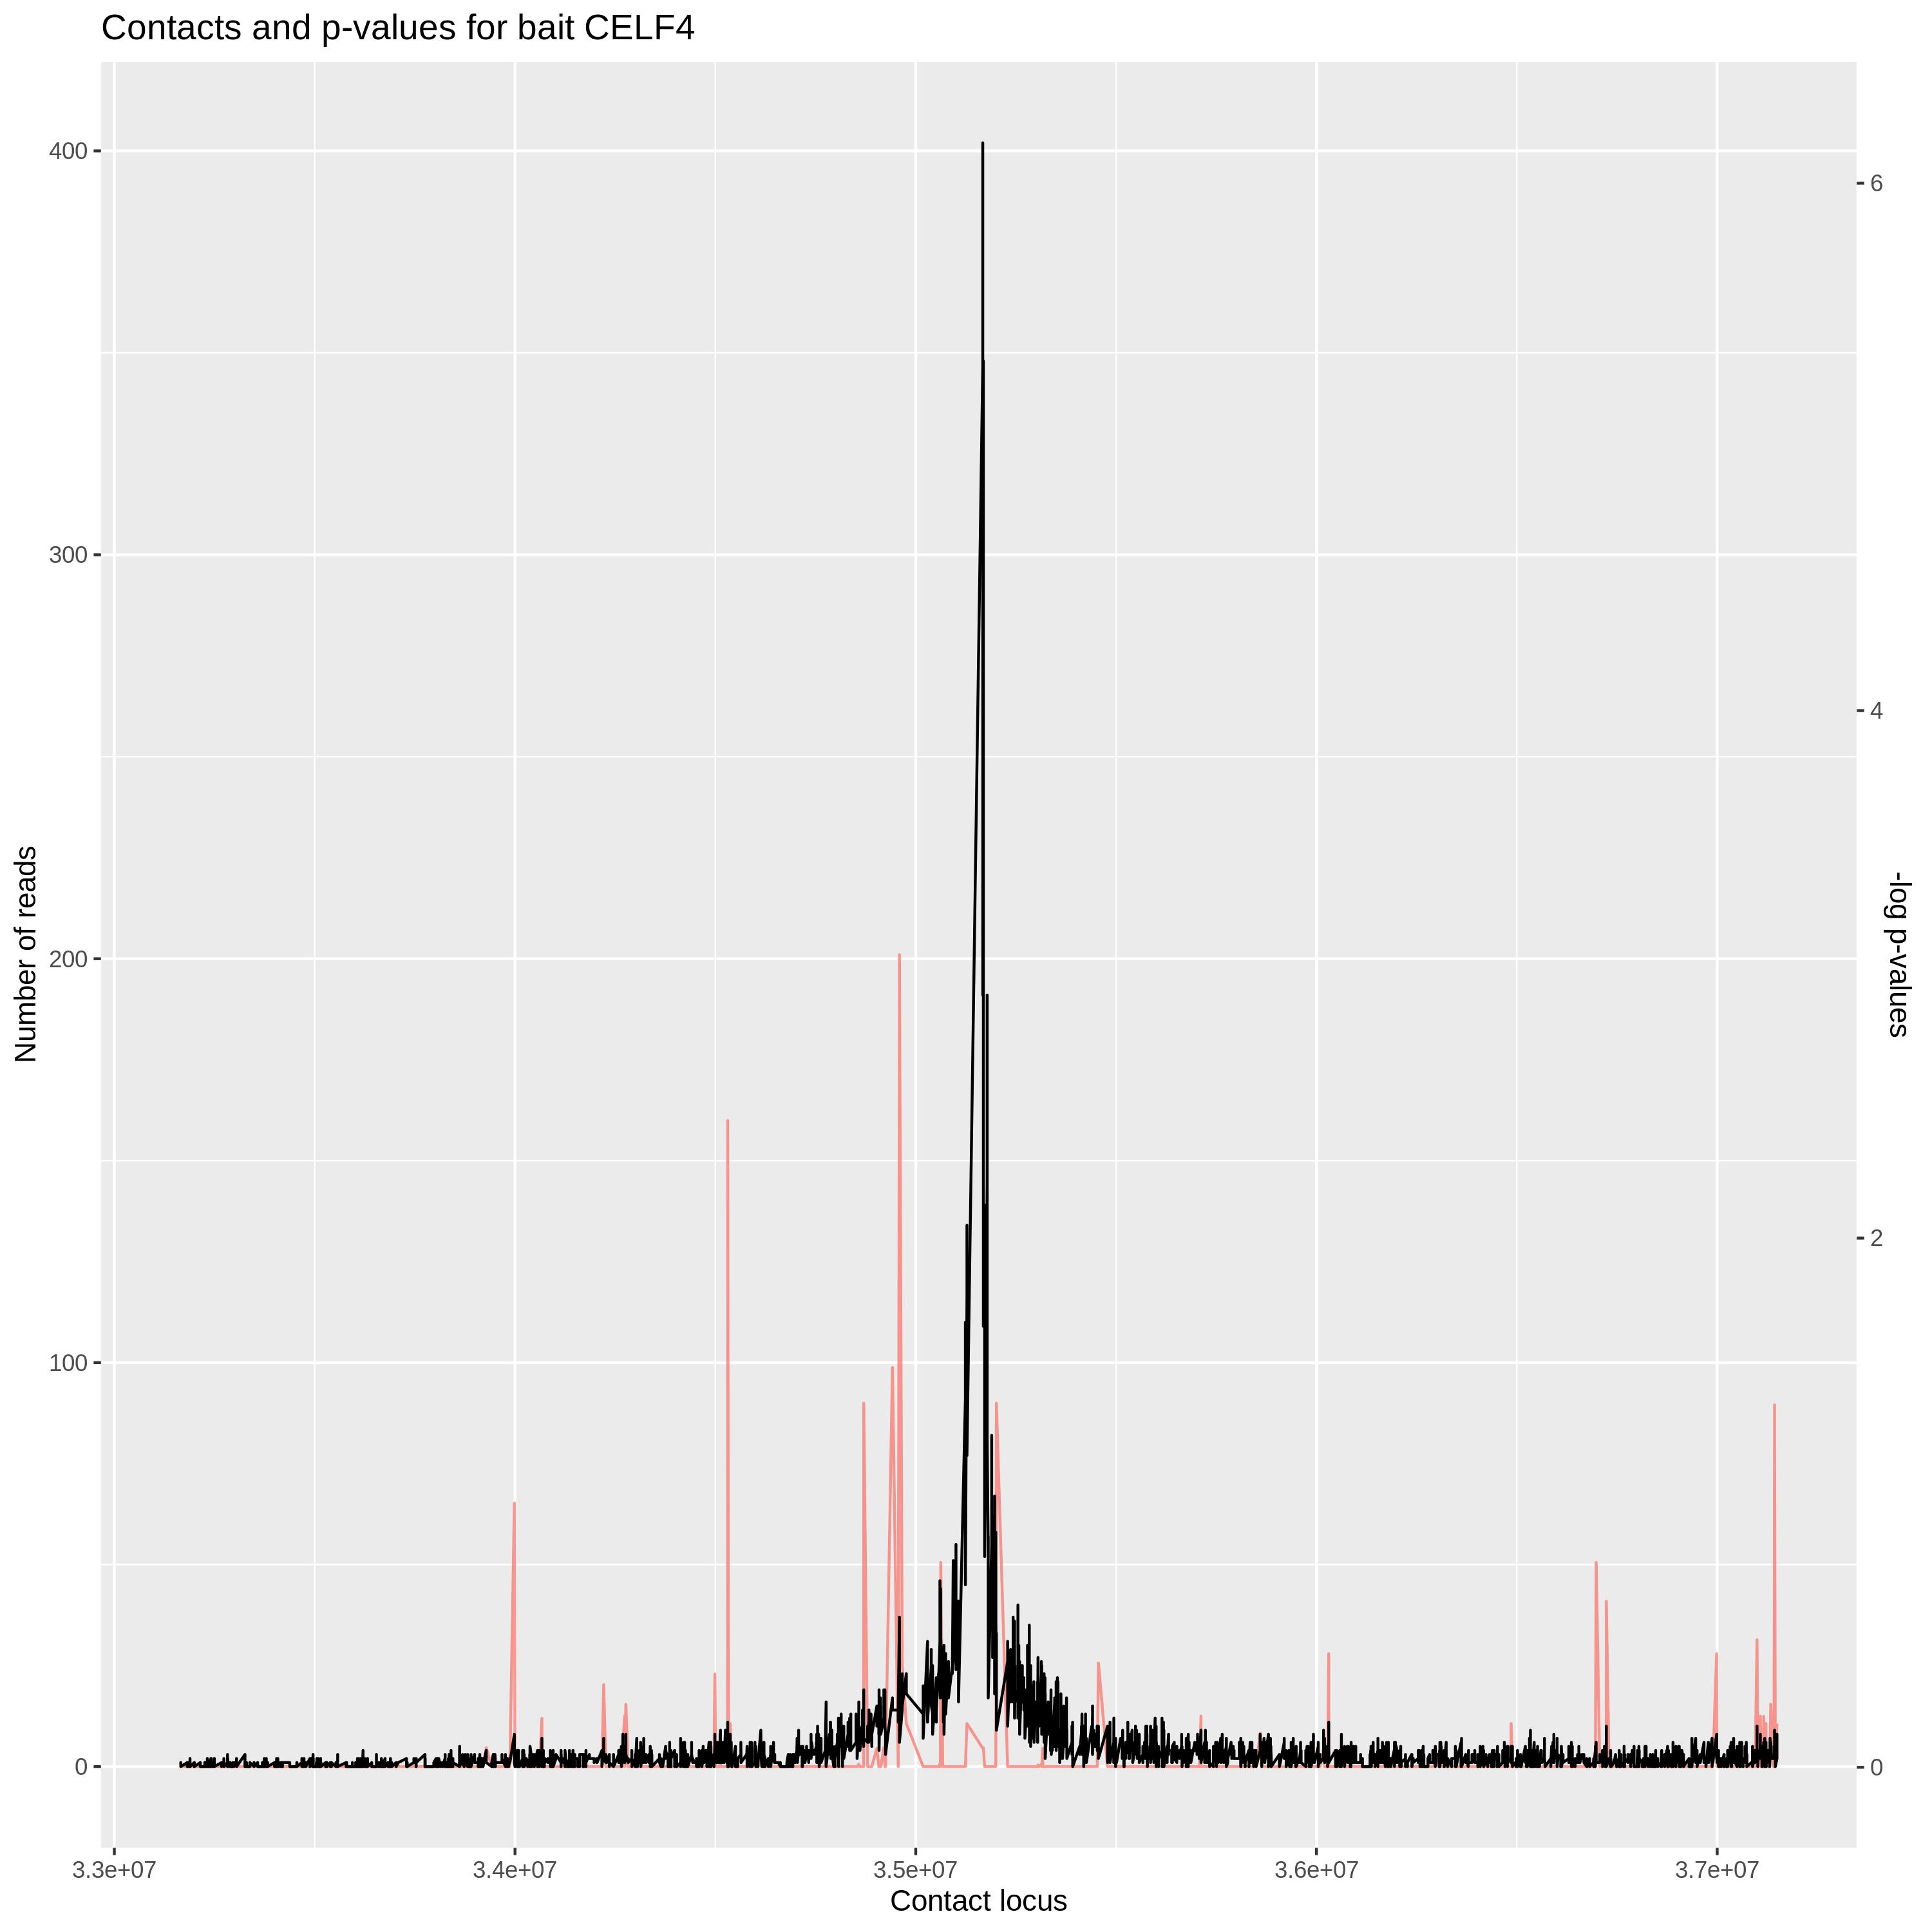 Contacts and p-values for bait CELF4
400
300
200
100
0
6
4
2
0
Number of reads
-log p-values
3.3e+07 3.4e+07 3.5e+07 3.6e+07 3.7e+07
Contact locus